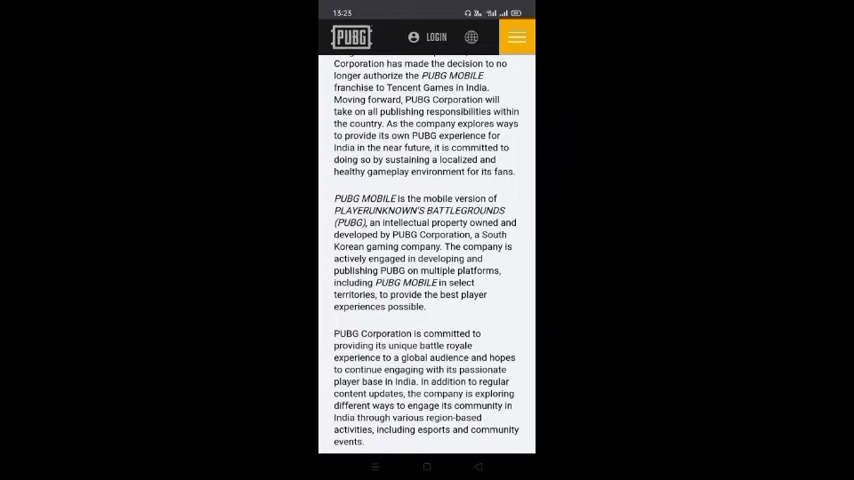 13:23
PUBG
LOGIN
Corporation has made the decision to no
longer authorize the PUBG MOBILE
franchise to Tencent Games in India.
Moving forward, PUBG Corporation will
take on all publishing responsibilities within
the country. As the company explores ways
to provide its own PUBG experience for
India in the near future, it is committed to
doing so by sustaining a localized and
healthy gameplay environment for its fans.
PUBG MOBILE is the mobile version of
PLAYERUNKNOWN'S BATTLEGROUNDS
(PUBG), an intellectual property owned and
developed by PUBG Corporation, a South
Korean gaming company. The company is
actively engaged in developing and
publishing PUBG on multiple platforms,
including PUBG MOBILE in select
territories, to provide the best player
experiences possible.
PUBG Corporation is committed to
providing its unique battle royale
experience to a global audience and hopes
to continue engaging with its passionate
player base in India. In addition to regular
content updates, the company is exploring
different ways to engage its community in
India through various region-based
activities, including esports and community
events.